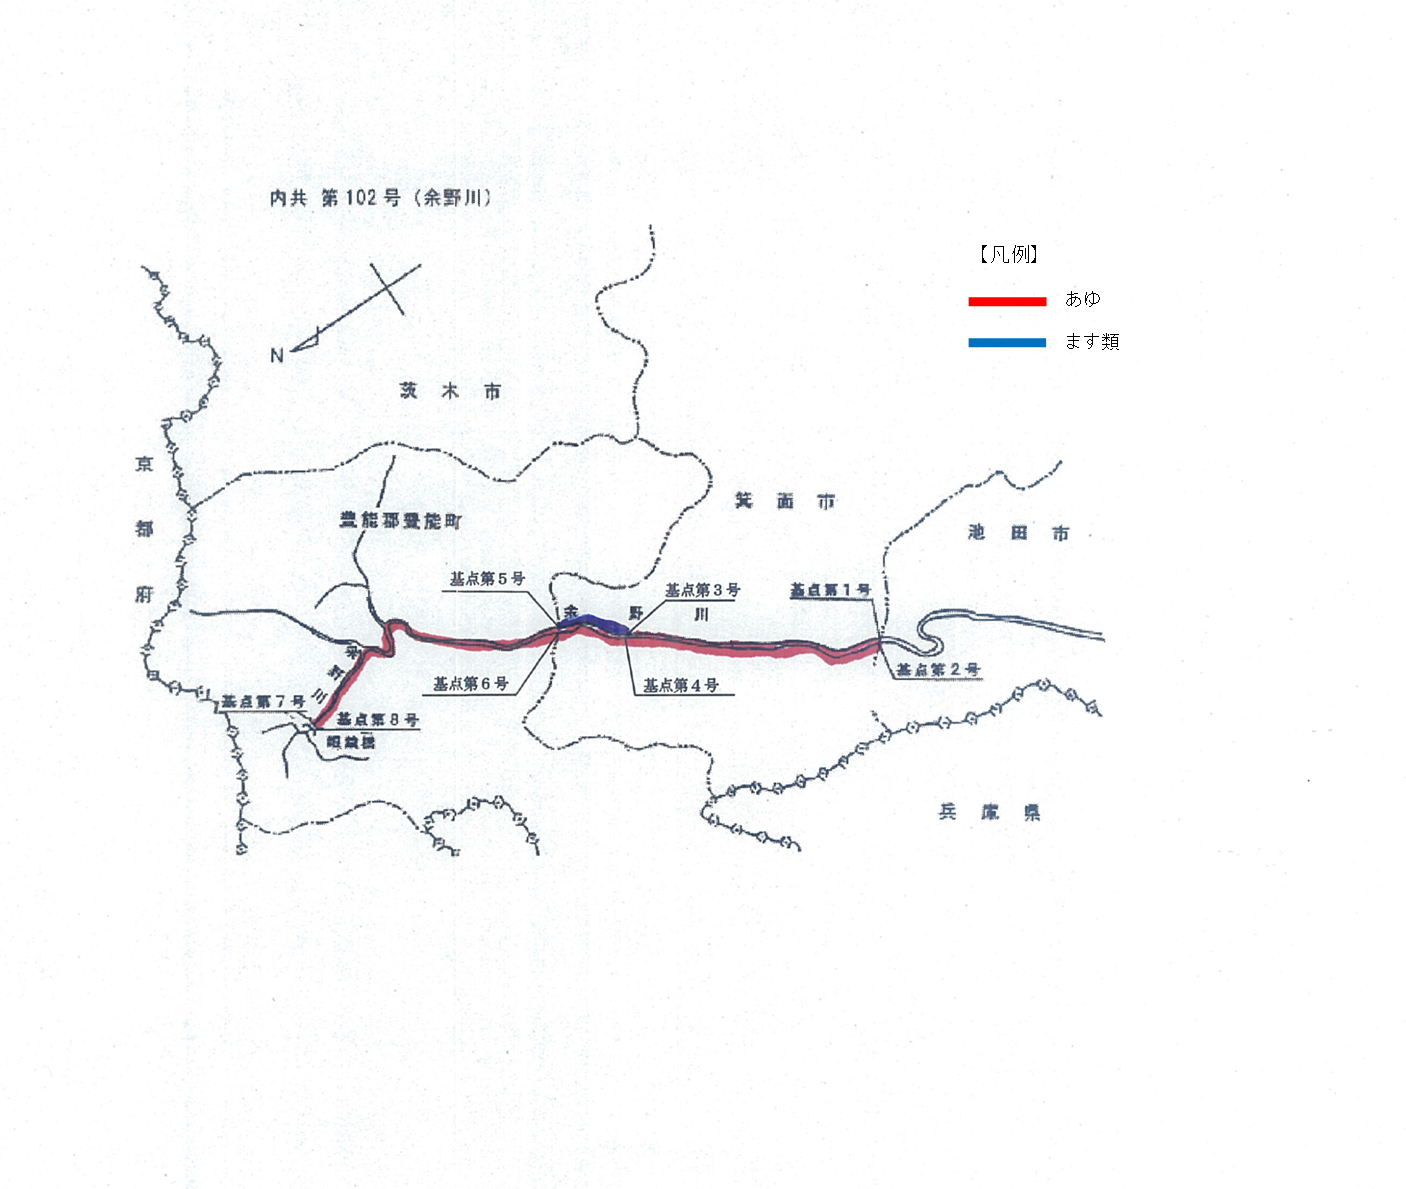 内共 第102号（余野川）
【凡例】
あゆ
ます類
N
茨木市
京都府
豊能郡豊能町
箕面市
池田市
基点第5号
基点第3号
基点第1号
余野川
基点第2号
基点第6号
基点第4号
余野川
基点第7号
基点第8号
兵庫県